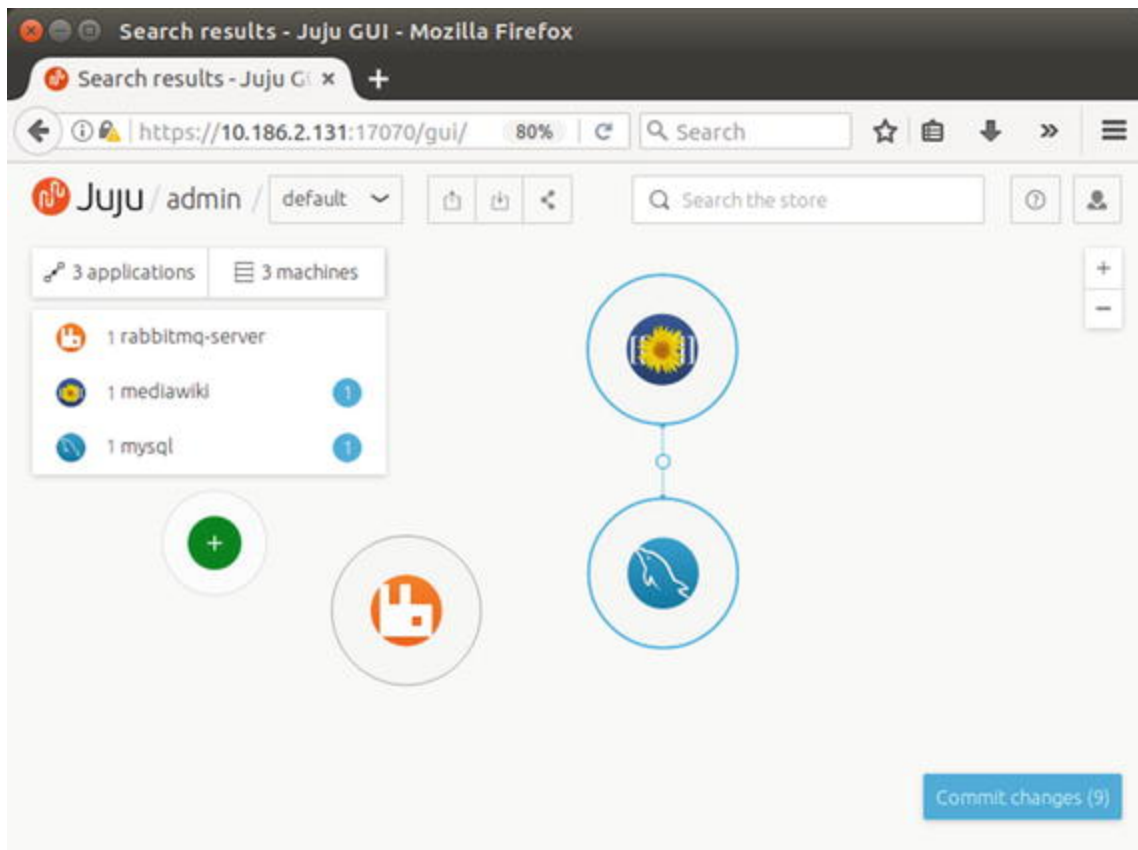 Search results - Juju GUI - Mozilla Firefox
Search results - Juju G
https://10.186.2.131:17070/gui/ 80% Search
JUJU / admin / default Search the store
3 applications 3 machines
1 rabbitmq-server
1 mediawiki 1
1 mysql 1
Commit changes (9)